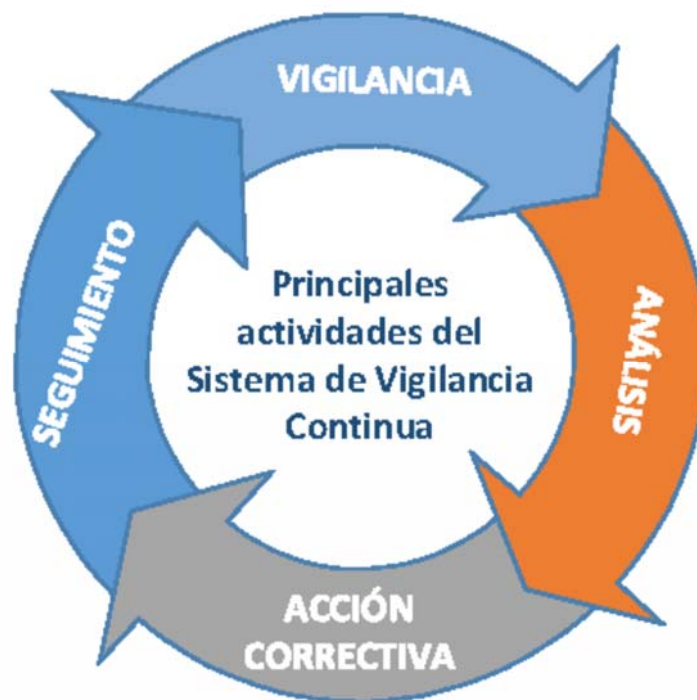 VIGILANCIA
ANÁLISIS
ACCIÓN
CORRECTIVA
SEGUIMIENTO
Principales
actividades del
Sistema de Vigilancia
Continua